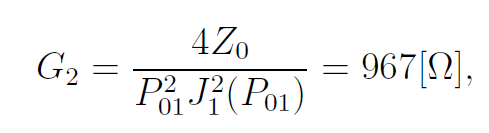 $$G_2 = \frac{4Z_0}{P_{01}^2 J_1^2(P_{01})} = 967[\Omega],$$